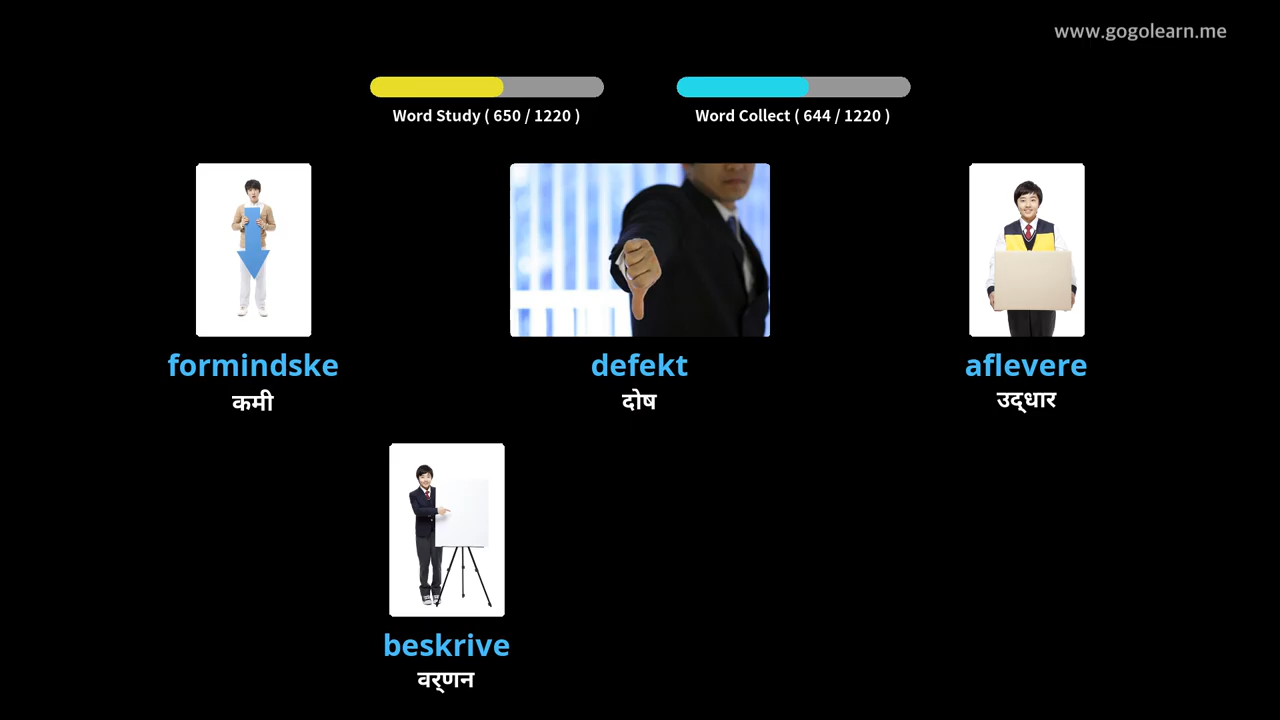 www.gogolearn.me
Word Study ( 650 / 1220 )
Word Collect ( 644 / 1220 )
formindske
कमी
defekt
दोष
aflevere
उद्‌धार
beskrive
वर्‌णन